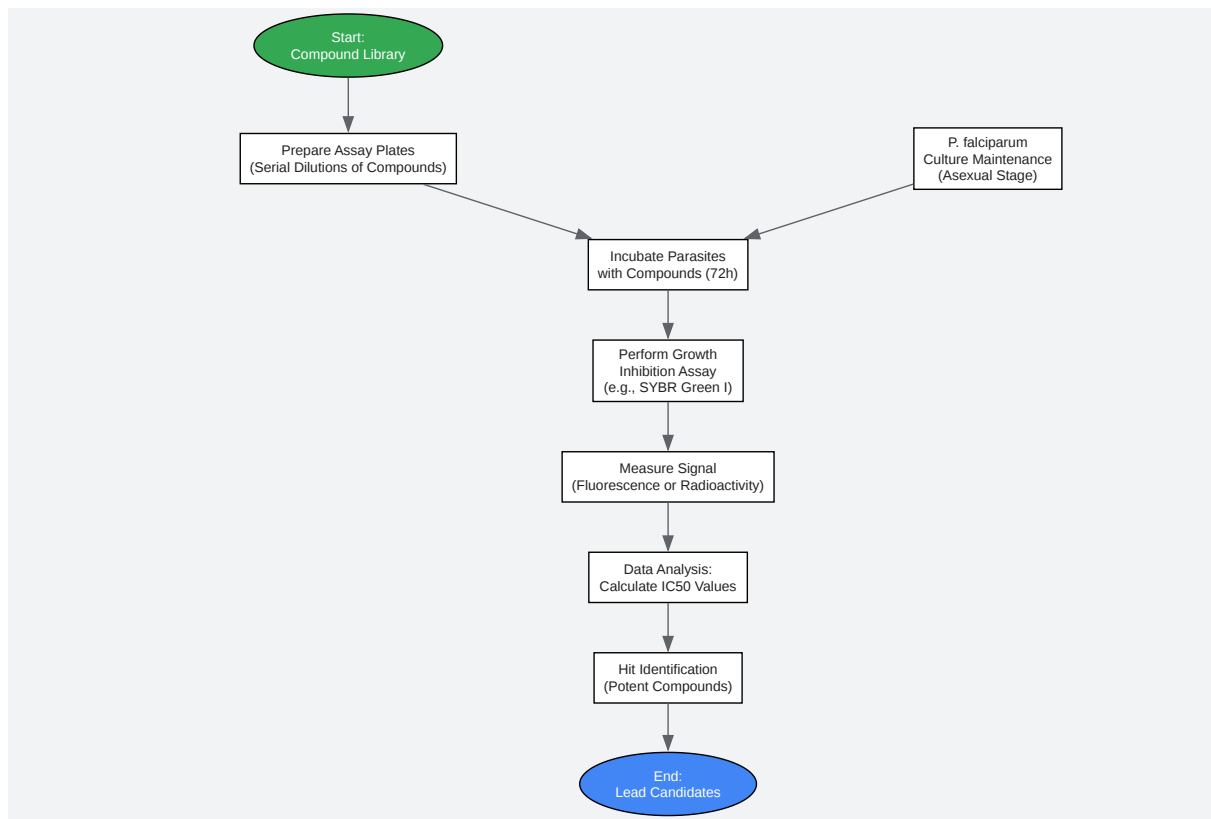 Start:
Compound Library
Prepare Assay Plates
(Serial Dilutions of Compounds)
P. falciparum
Culture Maintenance
(Asexual Stage)
Incubate Parasites
with Compounds (72h)
Perform Growth
Inhibition Assay
(e.g., SYBR Green I)
Measure Signal
(Fluorescence or Radioactivity)
Data Analysis:
Calculate IC50 Values
Hit Identification
(Potent Compounds)
End:
Lead Candidates